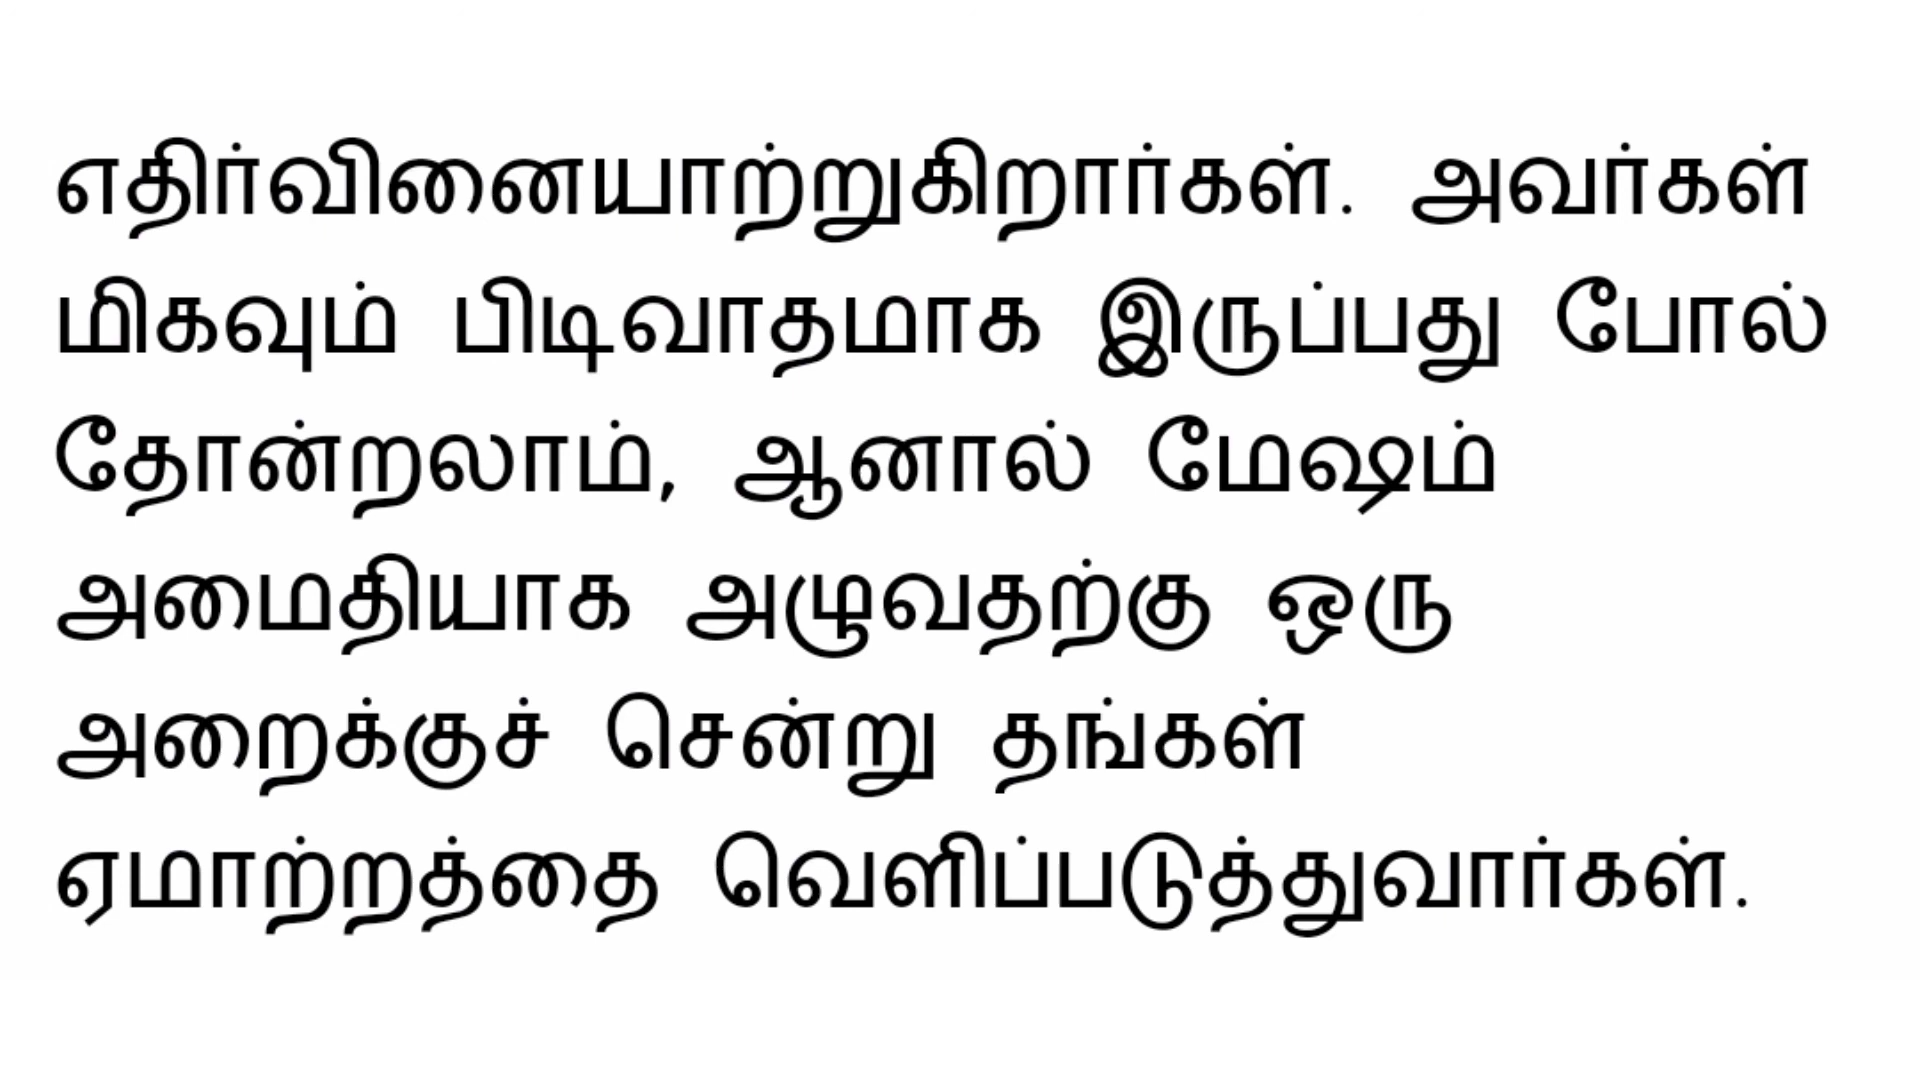 எதிர்வினையாற்றுகிறார்கள். அவர்கள்
மிகவும் பிடிவாதமாக இருப்பது போல்
தோன்றலாம், ஆனால் மேஷம்
அமைதியாக அழுவதற்கு ஒரு
அறைக்குச் சென்று தங்கள்
ஏமாற்றத்தை வெளிப்படுத்துவார்கள்.